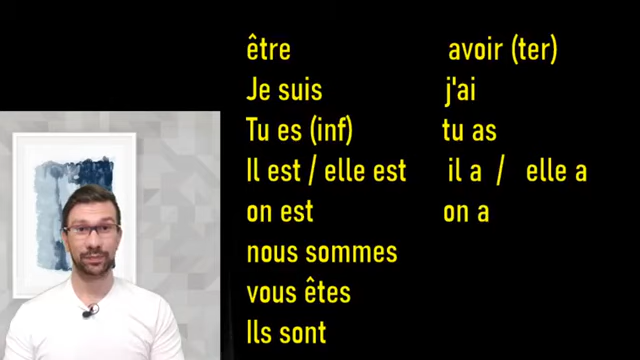 être avoir (ter)
Je suis j'ai
Tu es (inf) tu as
Il est / elle est il a / elle a
on est on a
nous sommes
vous êtes
Ils sont